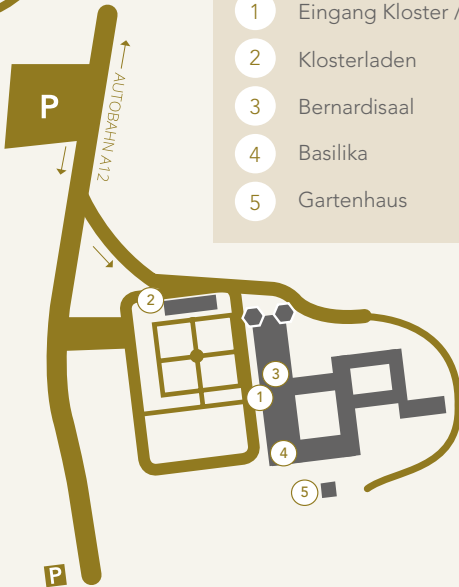 1 Eingang Kloster /
2 Klosterladen
3 Bernardisaal
4 Basilika
5 Gartenhaus
P
AUTOBAHN A12
2
3
1
4
5
P